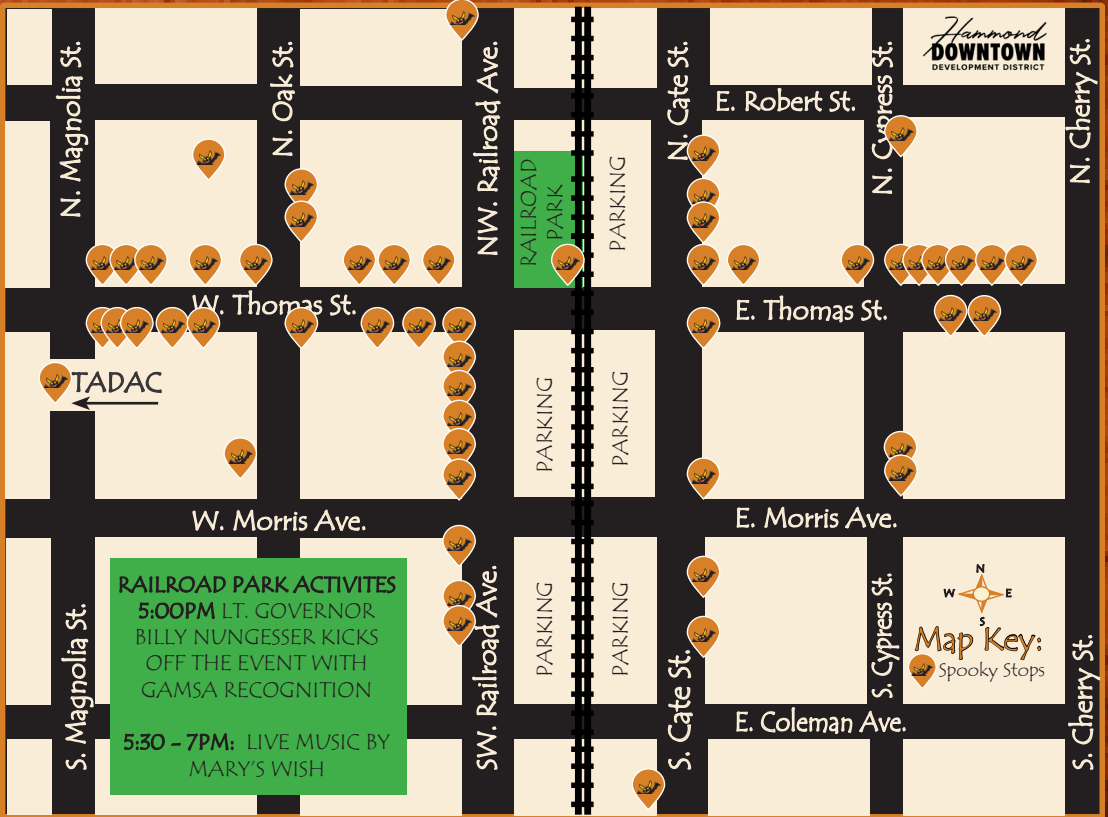 Hammond
DOWNTOWN
DEVELOPMENT DISTRICT
N. Magnolia St.
N. Oak St.
NW. Railroad Ave.
N. Cate St.
E. Robert St.
N. Cypress St.
N. Cherry St.
RAILROAD
PARK
PARKING
W. Thomas St.
E. Thomas St.
TADAC
PARKING
PARKING
W. Morris Ave.
E. Morris Ave.
RAILROAD PARK ACTIVITES
5:00PM LT. GOVERNOR
BILLY NUNGESSER KICKS
OFF THE EVENT WITH
GAMSA RECOGNITION
5:30 - 7PM: LIVE MUSIC BY
MARY'S WISH
S. Magnolia St.
SW. Railroad Ave.
PARKING
PARKING
S. Cate St.
S. Cypress St.
N
W E
S
Map Key:
Spooky Stops
E. Coleman Ave.
S. Cherry St.